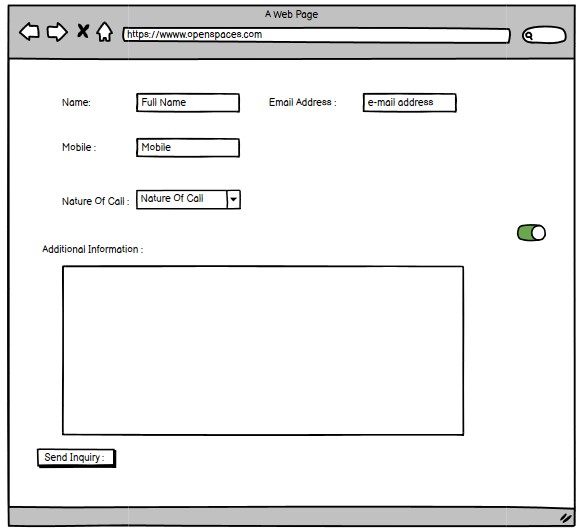 A Web Page
https://wwww.openspaces.com
Name: Full Name Email Address : e-mail address
Mobile : Mobile
Nature Of Call : Nature Of Call
Additional Information :
Send Inquiry :